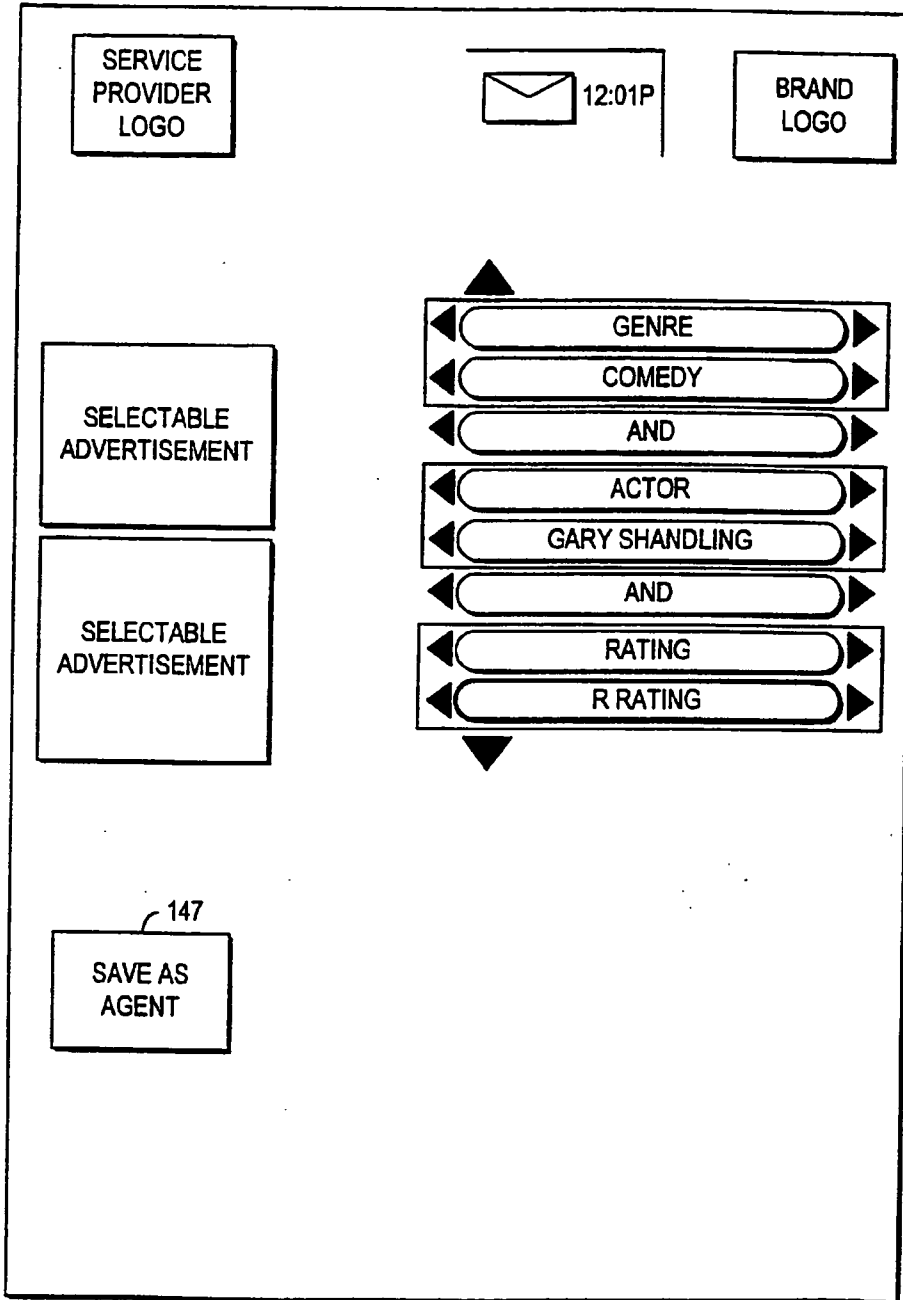 SERVICE
PROVIDER
LOGO
12:01P
BRAND
LOGO
GENRE
COMEDY
AND
ACTOR
GARY SHANDLING
AND
RATING
R RATING
SELECTABLE
ADVERTISEMENT
SELECTABLE
ADVERTISEMENT
147
SAVE AS
AGENT